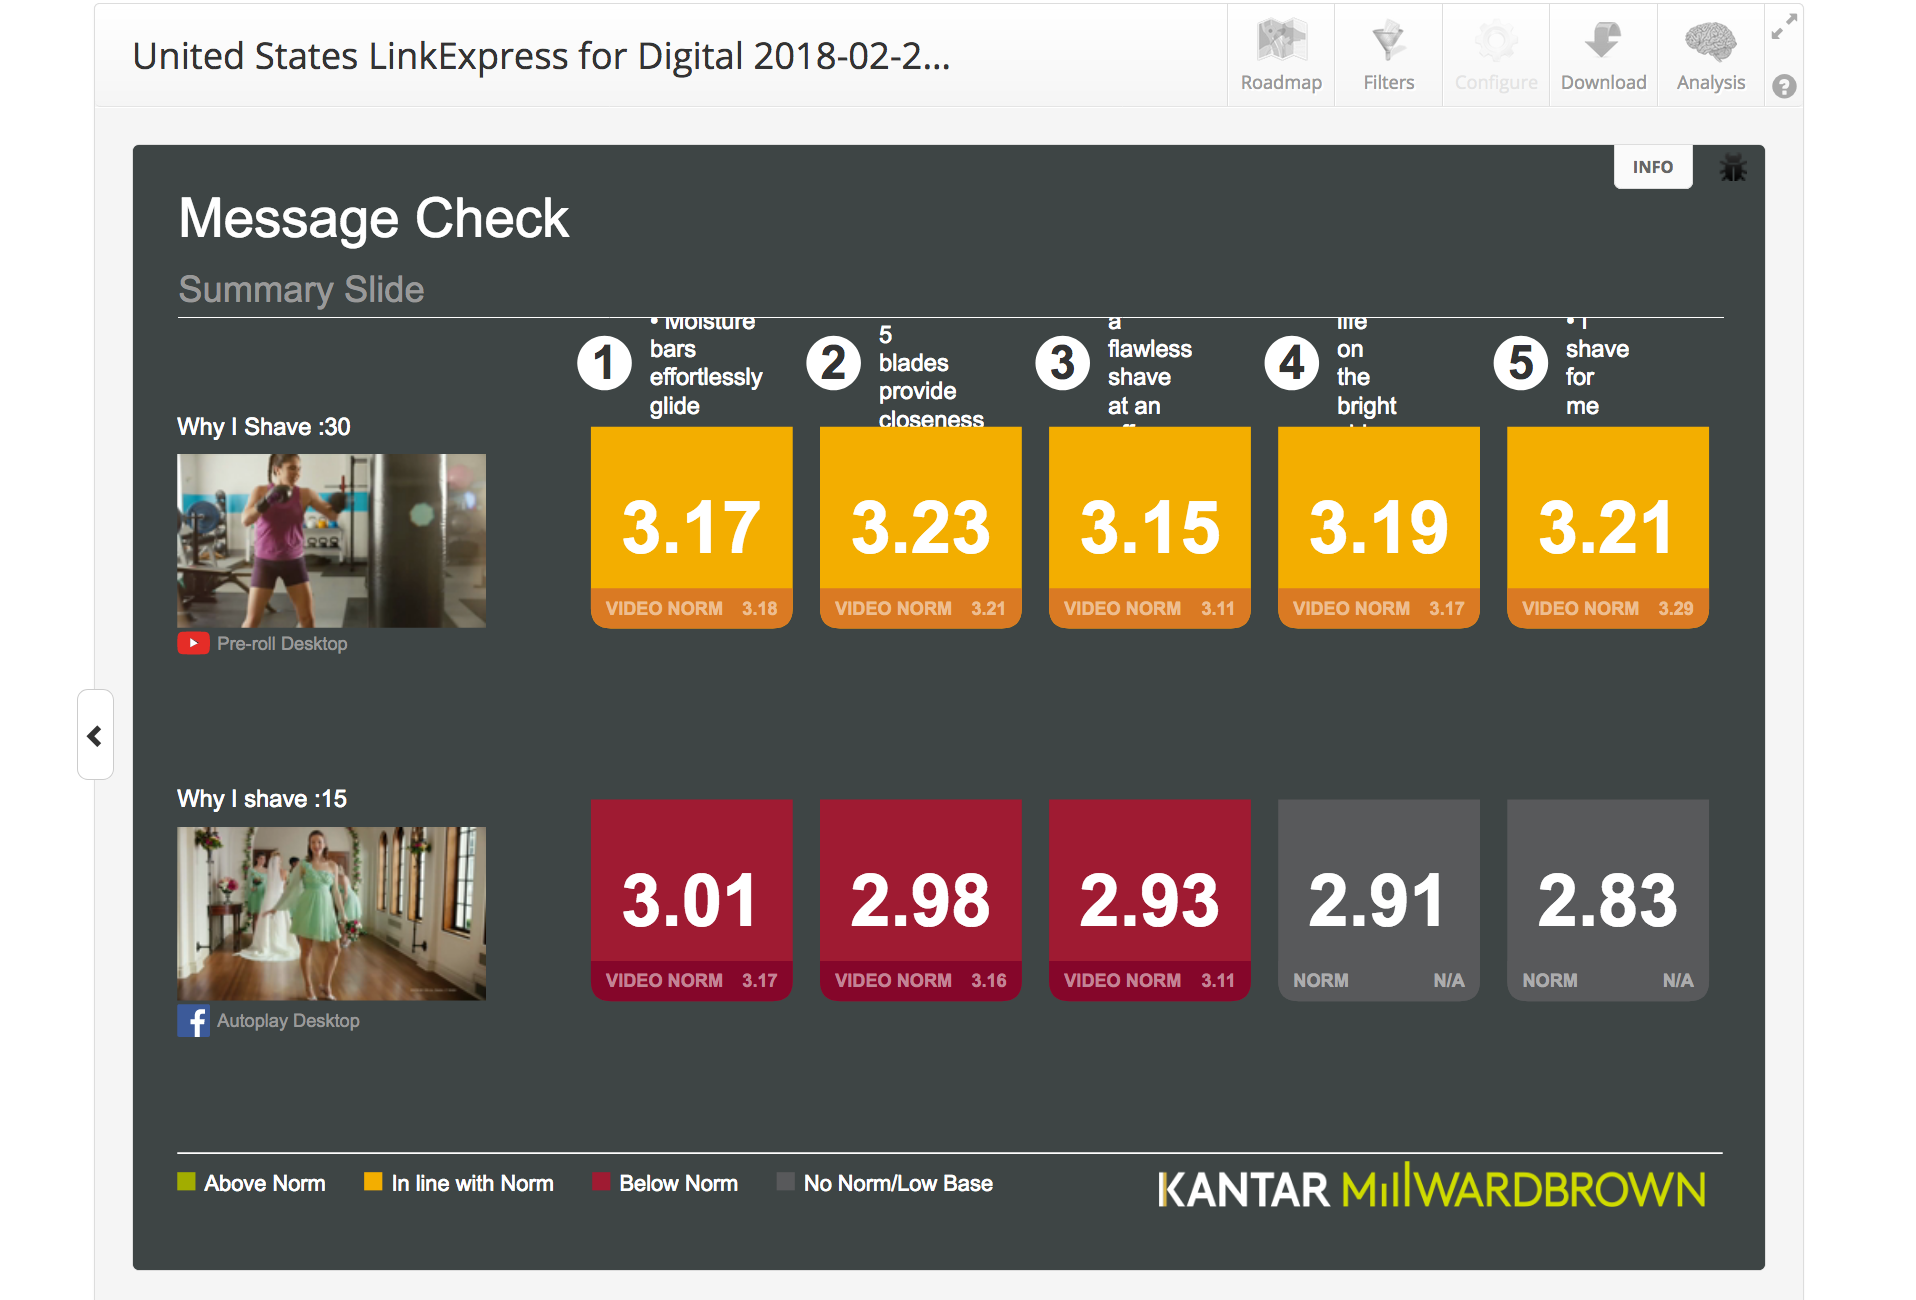 United States LinkExpress for Digital 2018-02-2...
Roadmap
Filters
Configure
Download
Analysis
?
INFO
Message Check
Summary Slide
1
• Moisture
bars
effortlessly
glide
2
5
blades
provide
closeness
3
a
flawless
shave
at an
4
life
on
the
bright
5
• I
shave
for
me
Why I Shave :30
Pre-roll Desktop
3.17
VIDEO NORM 3.18
3.23
VIDEO NORM 3.21
3.15
VIDEO NORM 3.11
3.19
VIDEO NORM 3.17
3.21
VIDEO NORM 3.29
Why I shave :15
f Autoplay Desktop
3.01
VIDEO NORM 3.17
2.98
VIDEO NORM 3.16
2.93
VIDEO NORM 3.11
2.91
NORM N/A
2.83
NORM N/A
Above Norm
In line with Norm
Below Norm
No Norm/Low Base
KANTAR MillWARDBROWN